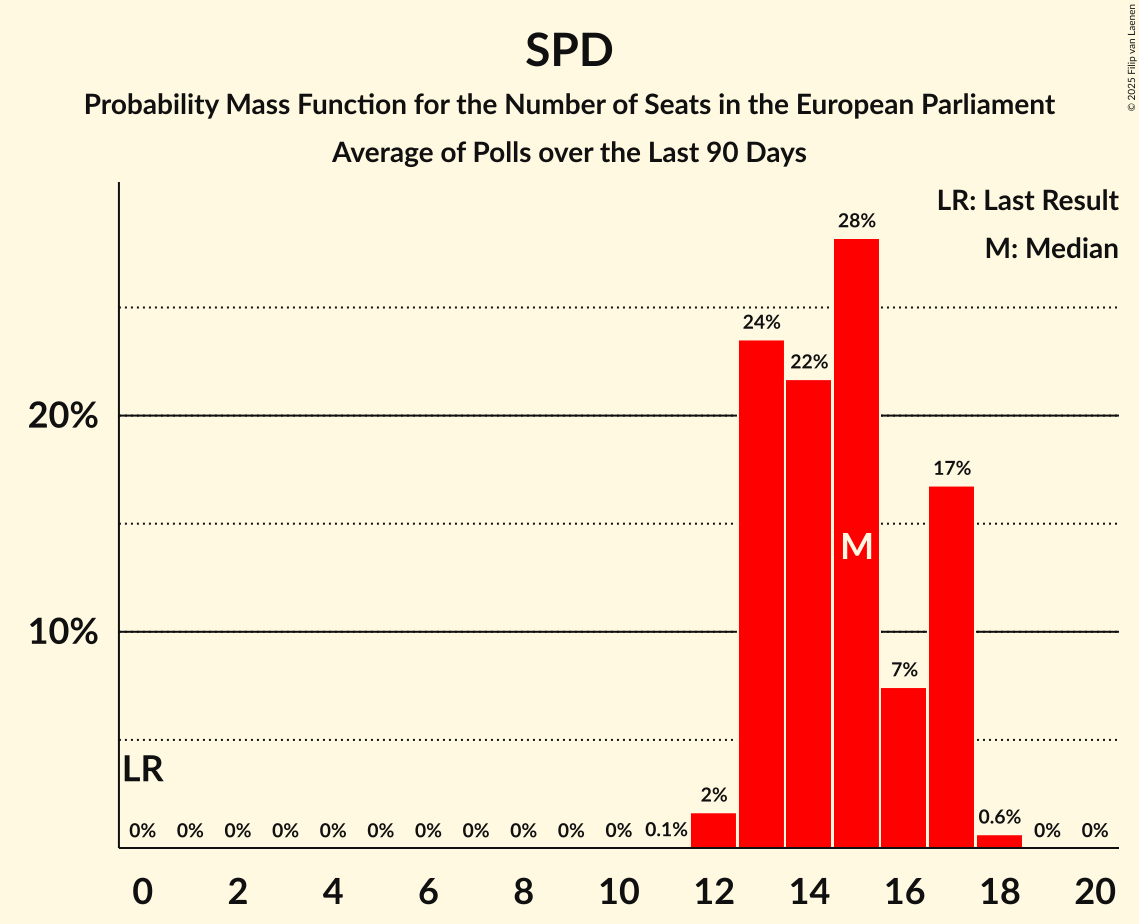 SPD
Probability Mass Function for the Number of Seats in the European Parliament
Average of Polls over the Last 90 Days
© 2025 Filip van Laenen
LR: Last Result
M: Median
28%
24%
22%
20%
17%
M
10%
7%
LR
2%
0% 0% 0% 0% 0% 0% 0% 0% 0% 0% 0% 0.1% 0.6% 0% 0%
0 2 4 6 8 10 12 14 16 18 20